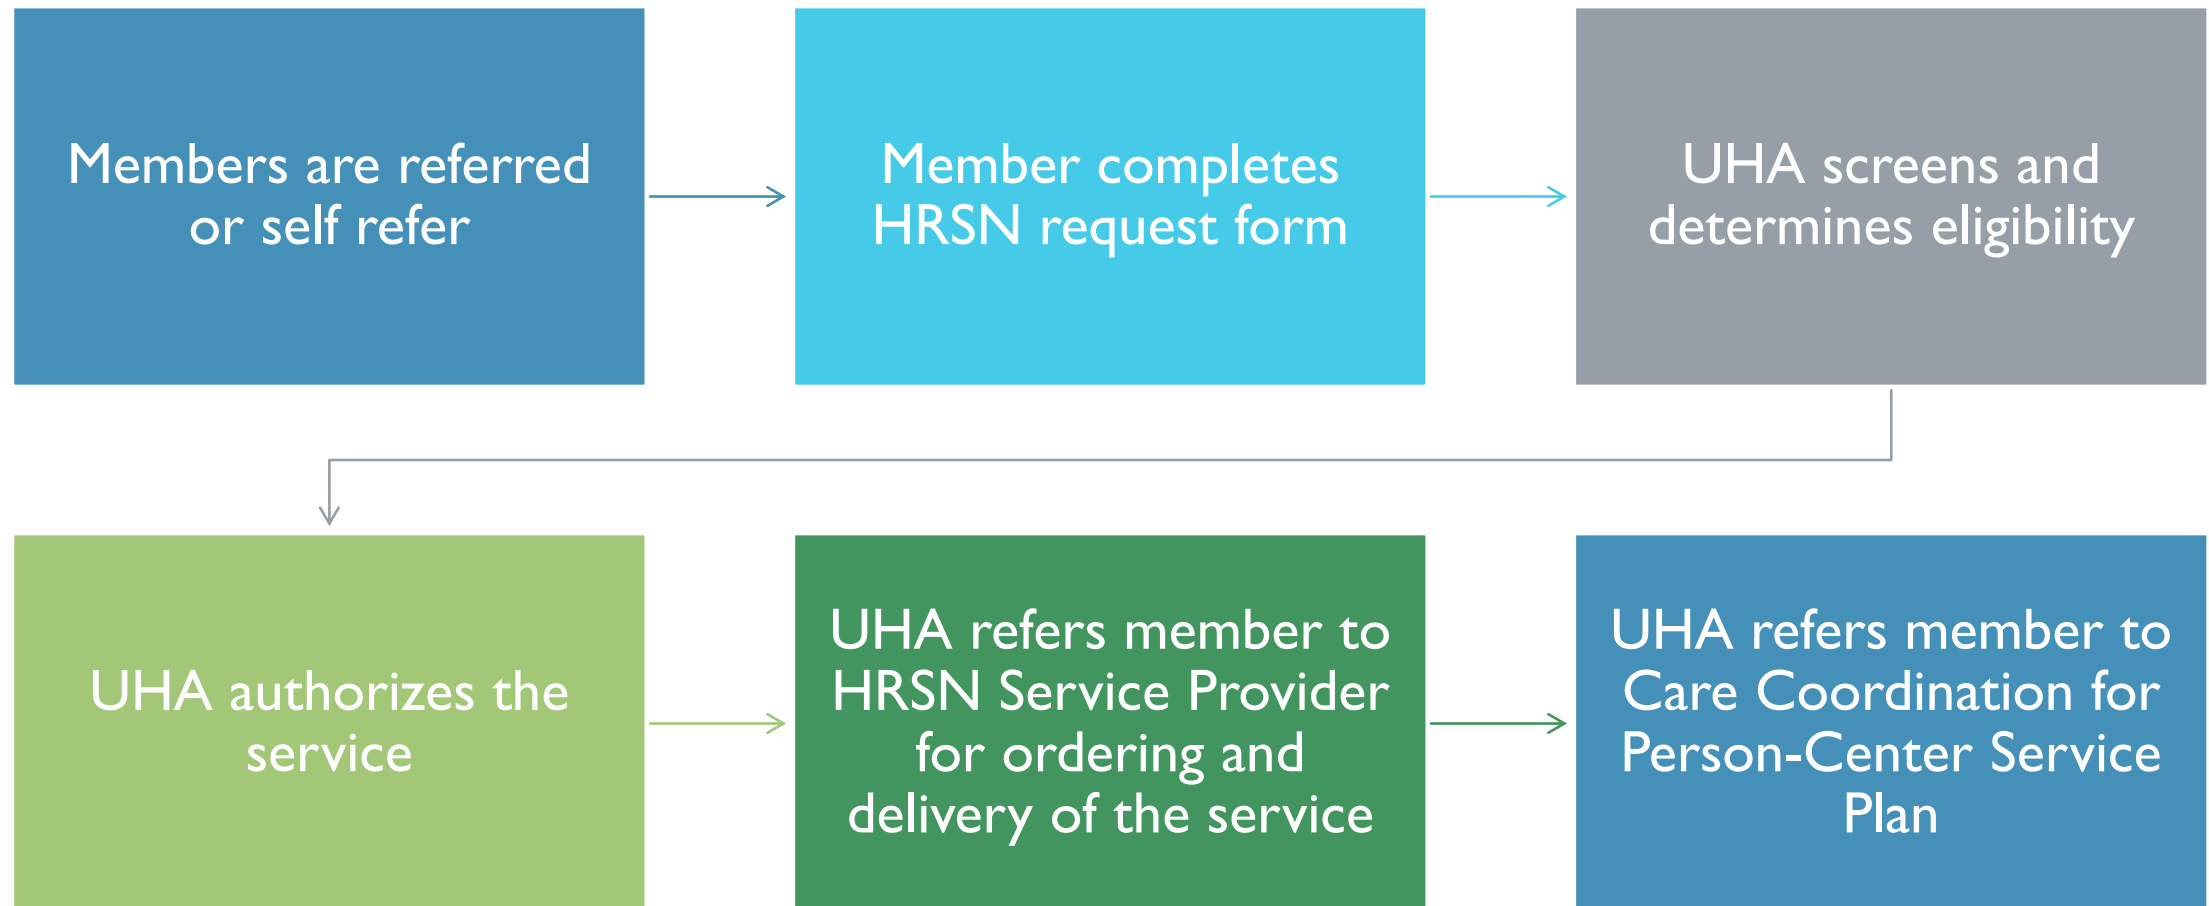 Members are referred
or self refer
Member completes
HRSN request form
UHA screens and
determines eligibility
UHA authorizes the
service
UHA refers member to
HRSN Service Provider
for ordering and
delivery of the service
UHA refers member to
Care Coordination for
Person-Center Service
Plan